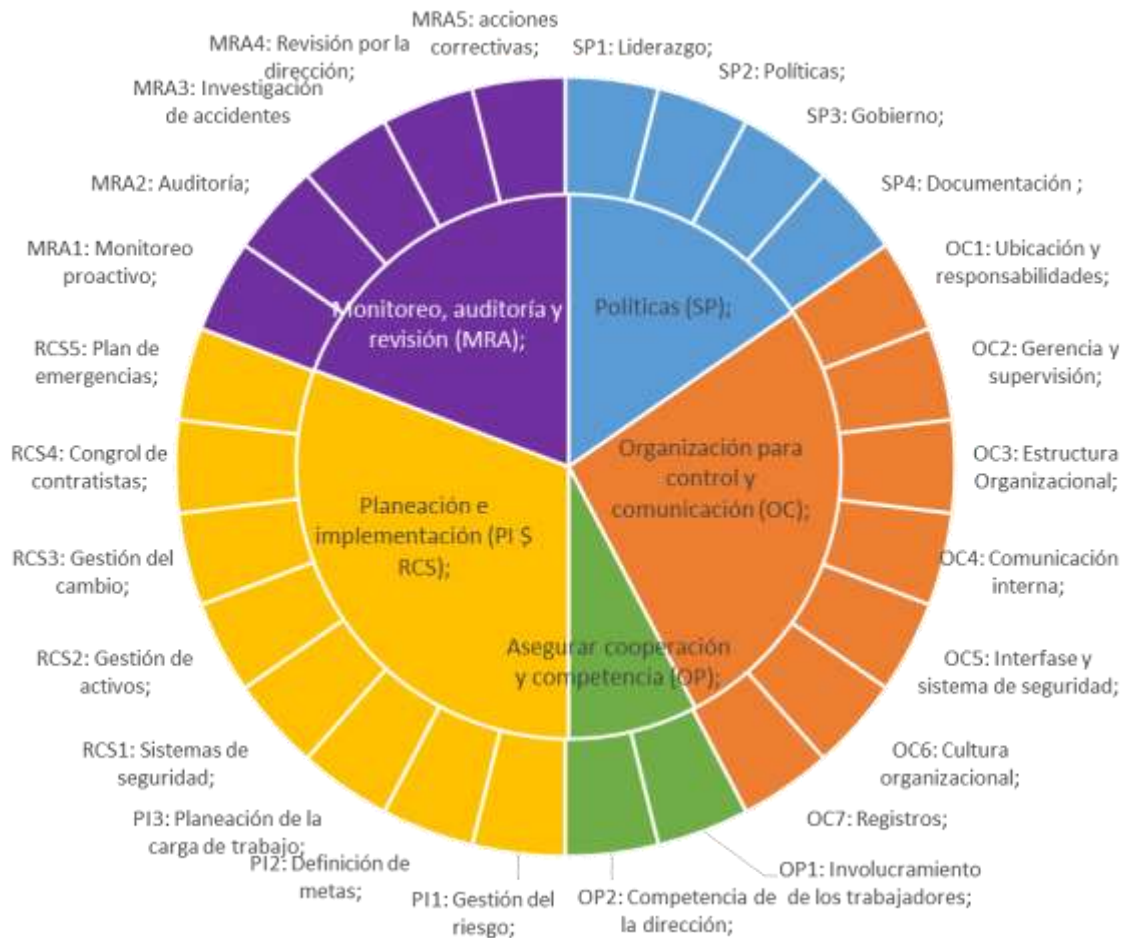 MRA5: acciones
correctivas;
SP1: Liderazgo;
SP2: Políticas;
SP3: Gobierno;
SP4: Documentación ;
OC1: Ubicación y
responsabilidades;
OC2: Gerencia y
supervisión;
OC3: Estructura
Organizacional;
OC4: Comunicación
interna;
OC5: Interfase y
sistema de seguridad;
OC6: Cultura
organizacional;
OC7: Registros;
OP1: Involucramiento
de los trabajadores;
OP2: Competencia de
la dirección;
PI1: Gestión del
riesgo;
PI2: Definición de
metas;
PI3: Planeación de la
carga de trabajo;
RCS1: Sistemas de
seguridad;
RCS2: Gestión de
activos;
RCS3: Gestión del
cambio;
RCS4: Congrol de
contratistas;
RCS5: Plan de
emergencias;
MRA1: Monitoreo
proactivo;
MRA2: Auditoría;
MRA3: Investigación
de accidentes
MRA4: Revisión por la
dirección;
Monitoreo, auditoría y
revisión (MRA);
Políticas (SP);
Organización para
control y
comunicación (OC);
Asegurar cooperación
y competencia (OP);
Planeación e
implementación (PI $
RCS);